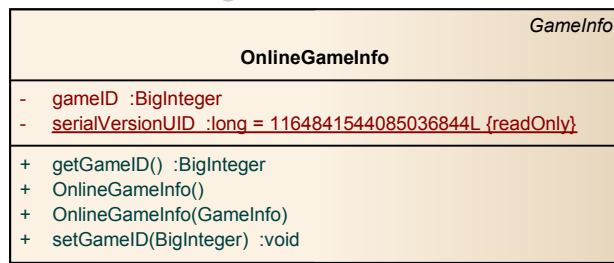 GameInfo
OnlineGameInfo
- gameID :BigInteger
- serialVersionUID :long = 1164841544085036844L {readOnly}
+ getGameID() :BigInteger
+ OnlineGameInfo()
+ OnlineGameInfo(GameInfo)
+ setGameID(BigInteger) :void